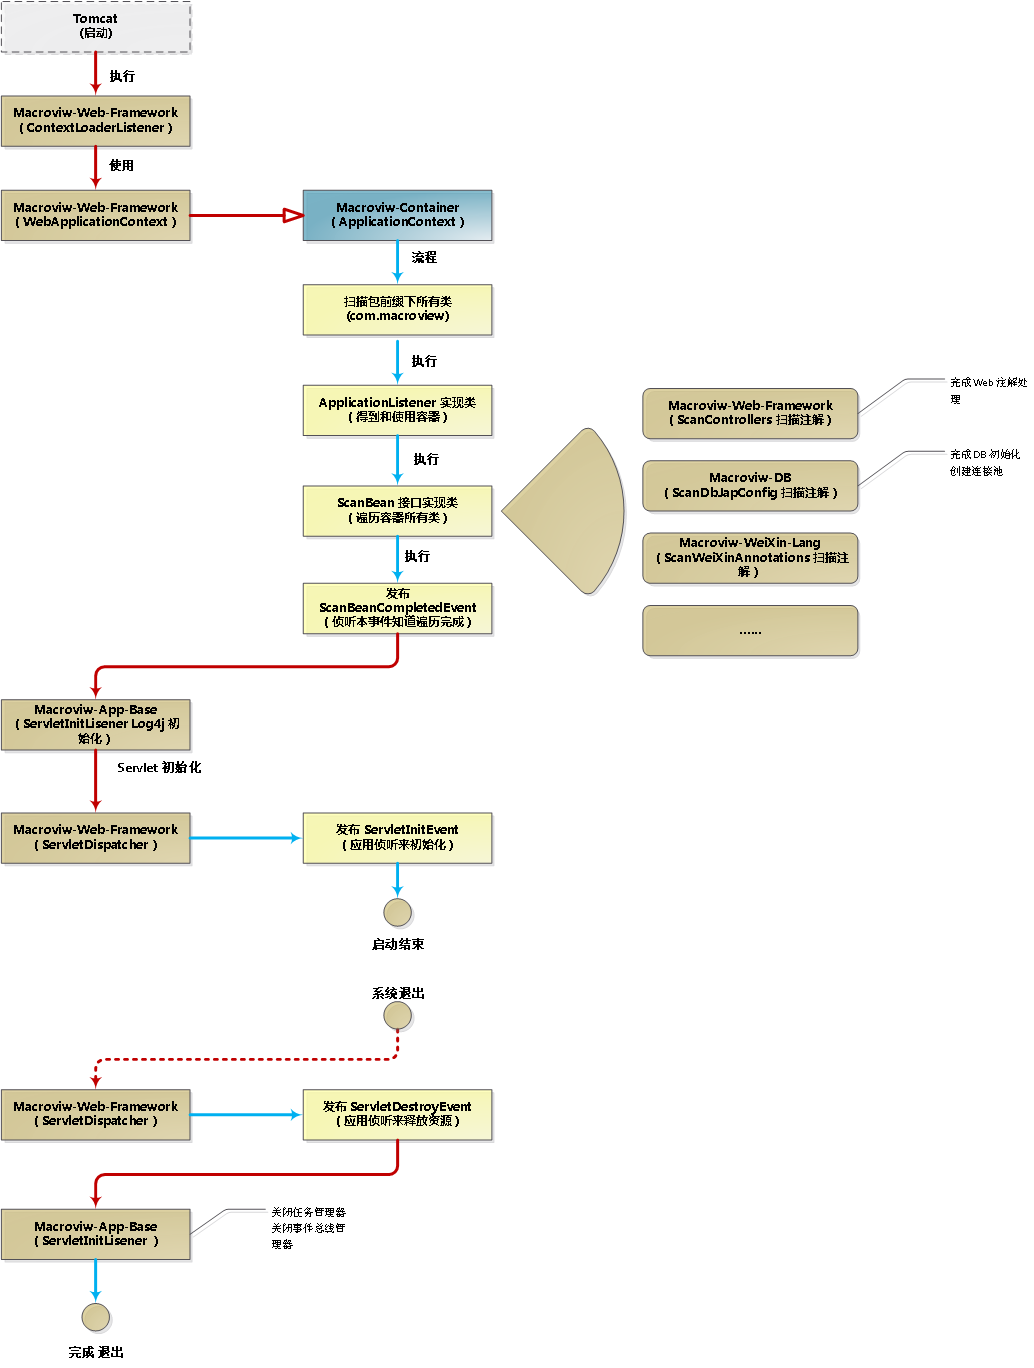 Tomcat
(启动)
执行
Macroviw-Web-Framework
( ContextLoaderListener )
使用
Macroviw-Web-Framework
( WebApplicationContext )
Macroviw-Container
( ApplicationContext )
流程
扫描包前缀下所有类
(com.macroview)
执行
ApplicationListener 实现类
( 得到和使用容器 )
执行
ScanBean 接口实现类
( 遍历容器所有类 )
执行
发布
ScanBeanCompletedEvent
( 侦听本事件知道遍历完成 )
Macroviw-Web-Framework
( ScanControllers 扫描注解 )
完成 Web 注解处
理
Macroviw-DB
( ScanDbJapConfig 扫描注解 )
完成 DB 初始化
创建连接池
Macroviw-WeiXin-Lang
( ScanWeiXinAnnotations 扫描注
解 )
......
Macroviw-App-Base
( ServletInitLisener Log4j 初
始化 )
Servlet 初始化
Macroviw-Web-Framework
( ServletDispatcher )
发布 ServletInitEvent
( 应用侦听来初始化 )
启动结束
系统退出
Macroviw-Web-Framework
( ServletDispatcher )
发布 ServletDestroyEvent
( 应用侦听来释放资源 )
Macroviw-App-Base
( ServletInitLisener )
关闭任务管理器
关闭事件总线管
理器
完成 退出